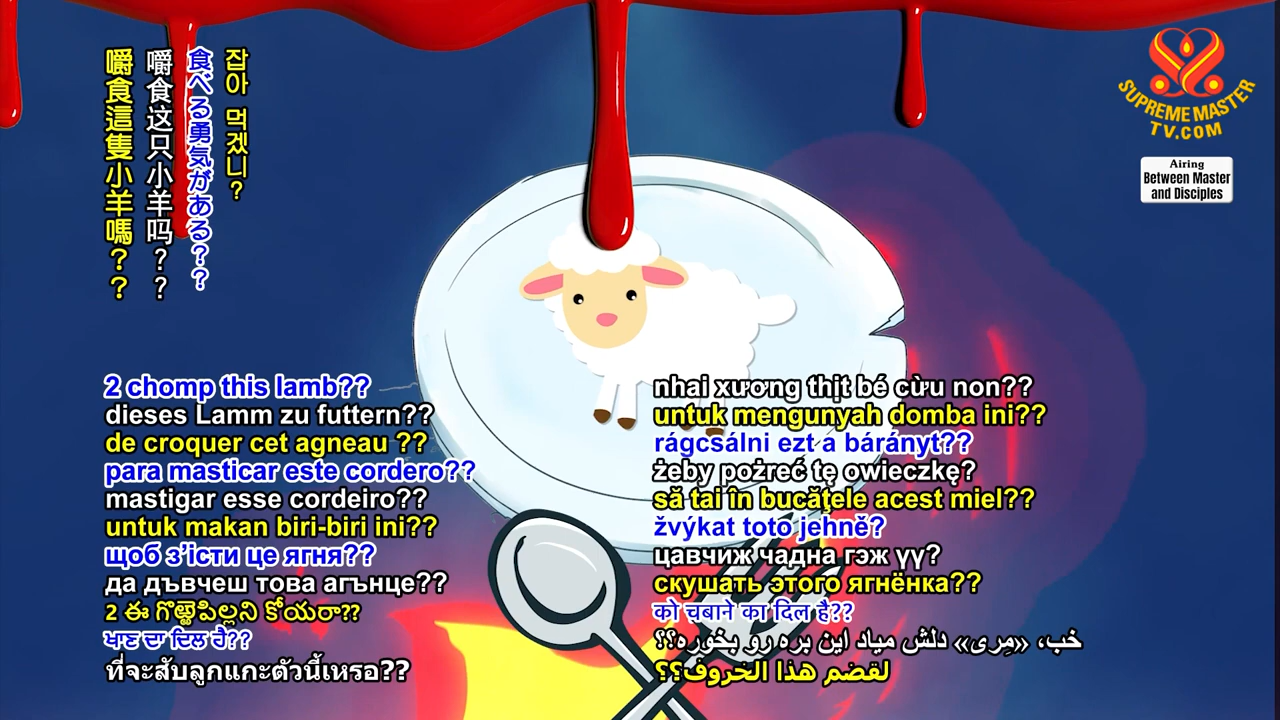 嚼食這隻小羊嗎??
嚼食这只小羊吗??
食べる勇気がある??
잡아 먹겠니?
SUPREME MASTER
TV.COM
Airing
Between Master
and Disciples
2 chomp this lamb??
dieses Lamm zu futtern??
de croquer cet agneau ??
para masticar este cordero??
mastigar esse cordeiro??
untuk makan biri-biri ini??
щоб з’їсти це ягня??
да дъвчеш това агънце??
2 ఈ గొఱ్ఱెపిల్లని కోయరా??
ਖਾਣ ਦਾ ਦਿਲ ਹੈ??
ที่จะสับลูกแกะตัวนี้เหรอ??
nhai xương thịt bé cừu non??
untuk mengunyah domba ini??
rágcsálni ezt a bárányt??
żeby pożreć tę owieczkę?
să tai în bucățele acest miel??
žvýkat toto jehně?
цавчиж чадна гэж үү?
скушать этого ягнёнка??
को चबाने का दिल है??
خب، «مِری» دلش میاد این بره رو بخوره؟؟
لقضم هذا الخروف؟؟